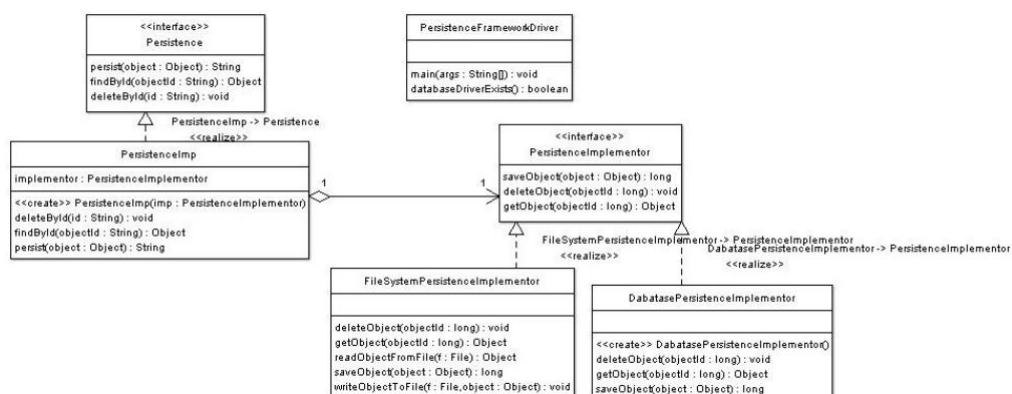 <<interface>>
Persistence
persist(object : Object) : String
findById(objectId : String) : Object
deleteById(id : String) : void
PersistenceFrameworkDriver
main(args : String[]) : void
databaseDriverExists() : boolean
PersistenceImp -> Persistence
<<realize>>
PersistenceImp
implementor : PersistenceImplementor
<<create>> PersistenceImp(imp : PersistenceImplementor)
deleteById(id : String) : void
findById(objectId : String) : Object
persist(object : Object) : String
1
1
<<interface>>
PersistenceImplementor
saveObject(object : Object) : long
deleteObject(objectId : long) : void
getObject(objectId : long) : Object
FileSystemPersistenceImplementor -> PersistenceImplementor
<<realize>>
DabatasePersistenceImplementor -> PersistenceImplementor
<<realize>>
FileSystemPersistenceImplementor
deleteObject(objectId : long) : void
getObject(objectId : long) : Object
readObjectFromFile(f : File) : Object
saveObject(object : Object) : long
writeObjectToFile(f : File,object : Object) : void
DabatasePersistenceImplementor
<<create>> DabatasePersistenceImplementor()
deleteObject(objectId : long) : void
getObject(objectId : long) : Object
saveObject(object : Object) : long